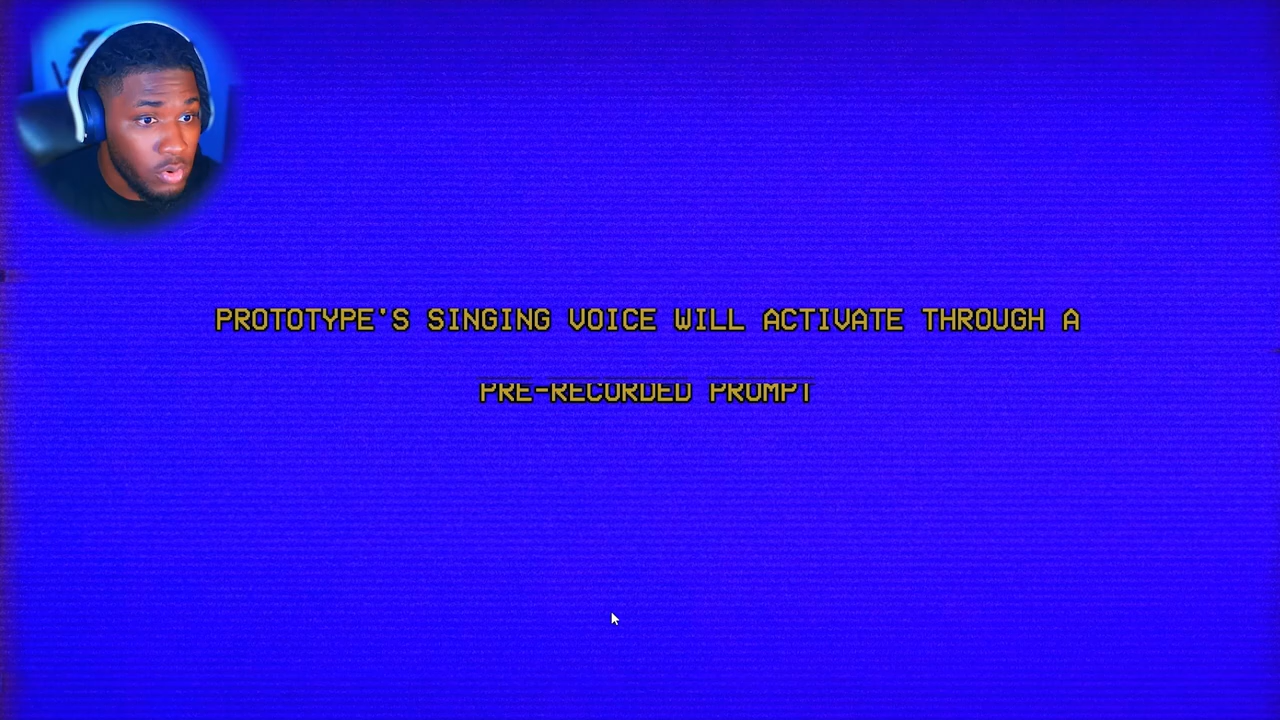 PROTOTYPE'S SINGING VOICE WILL ACTIVATE THROUGH A
PRE-RECORDED PROMPT